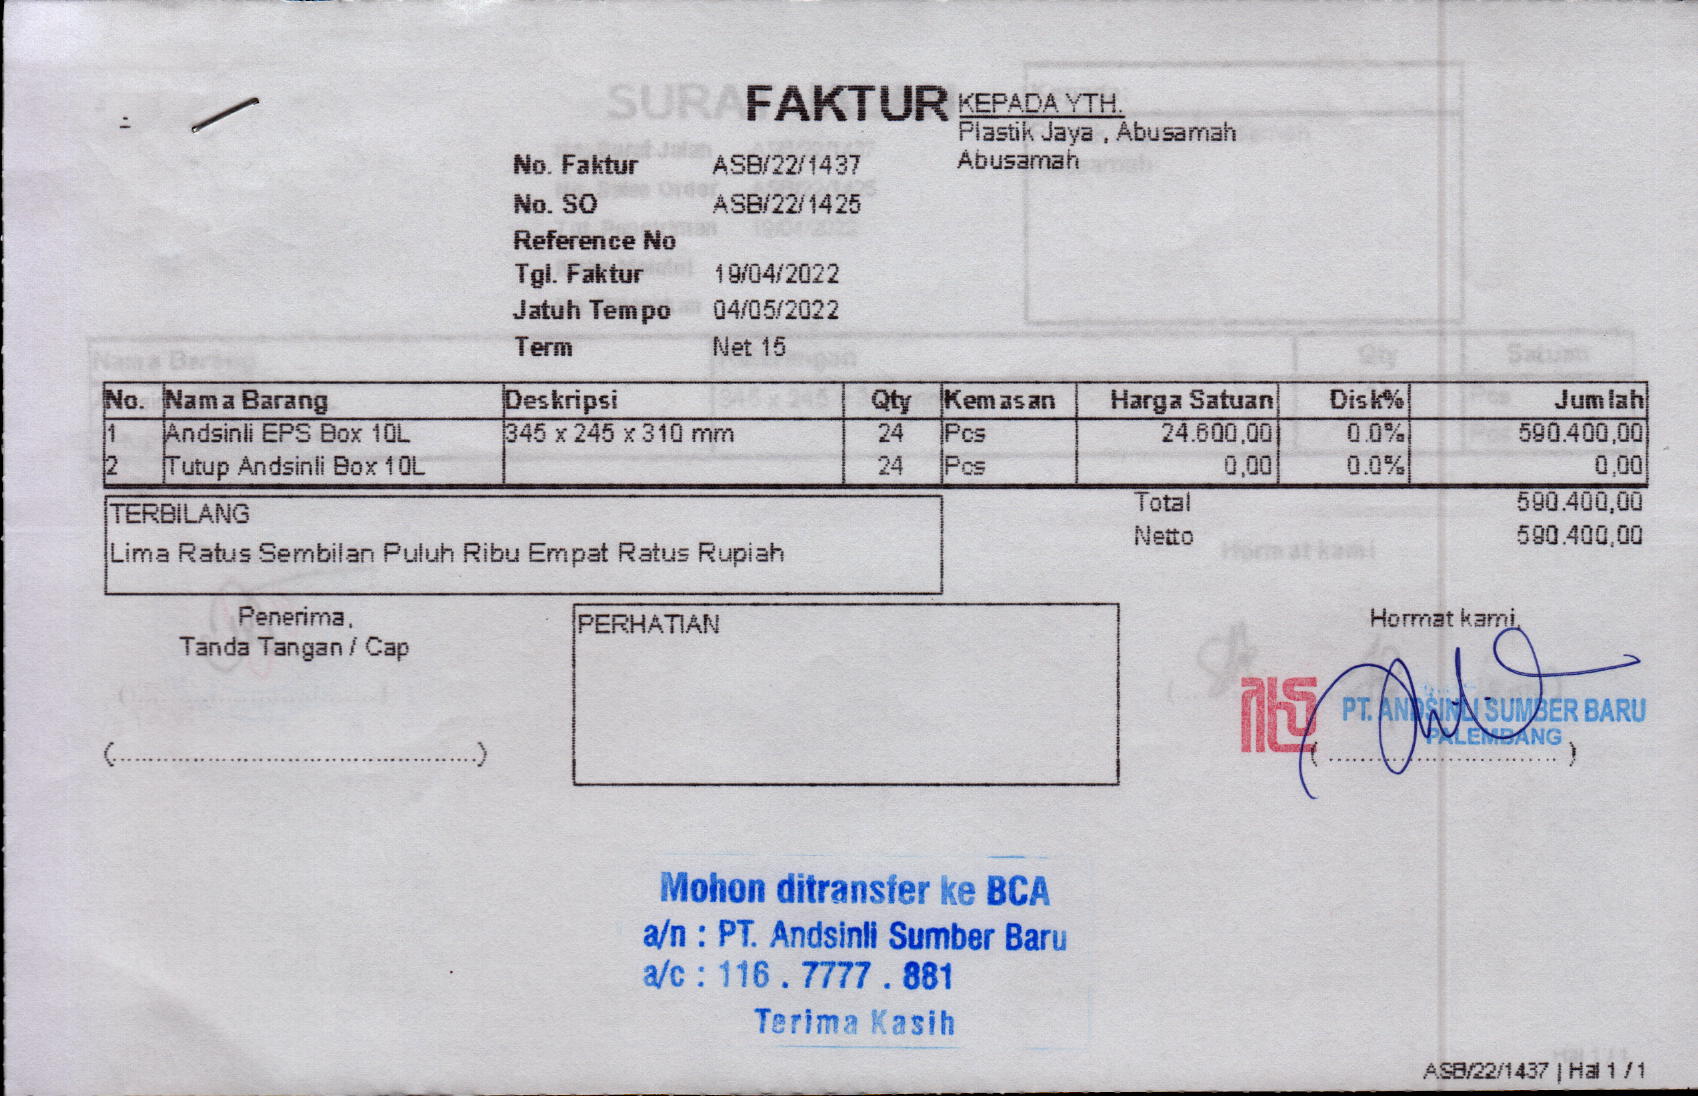 FAKTUR
KEPADA YTH.
Plastik Jaya , Abusamah
Abusamah
No. Faktur ASB/22/1437
No. SO ASB/22/1425
Reference No
Tgl. Faktur 19/04/2022
Jatuh Tempo 04/05/2022
Term Net 15
No. Nama Barang Deskripsi Qty Kemasan Harga Satuan Disk% Jumlah
1 Andsinli EPS Box 10L 345 x 245 x 310 mm 24 Pcs 24.600,00 0.0% 590.400,00
2 Tutup Andsinli Box 10L 24 Pcs 0,00 0.0% 0,00
Total 590.400,00
Netto 590.400,00
TERBILANG
Lima Ratus Sembilan Puluh Ribu Empat Ratus Rupiah
Penerima,
Tanda Tangan / Cap
(................................................)
PERHATIAN
Hormat kami,
PT. ANDSINLI SUMBER BARU
PALEMBANG
(..............................)
Mohon ditransfer ke BCA
a/n : PT. Andsinli Sumber Baru
a/c : 116 . 7777 . 881
Terima Kasih
ASB/22/1437 | Hal 1 / 1